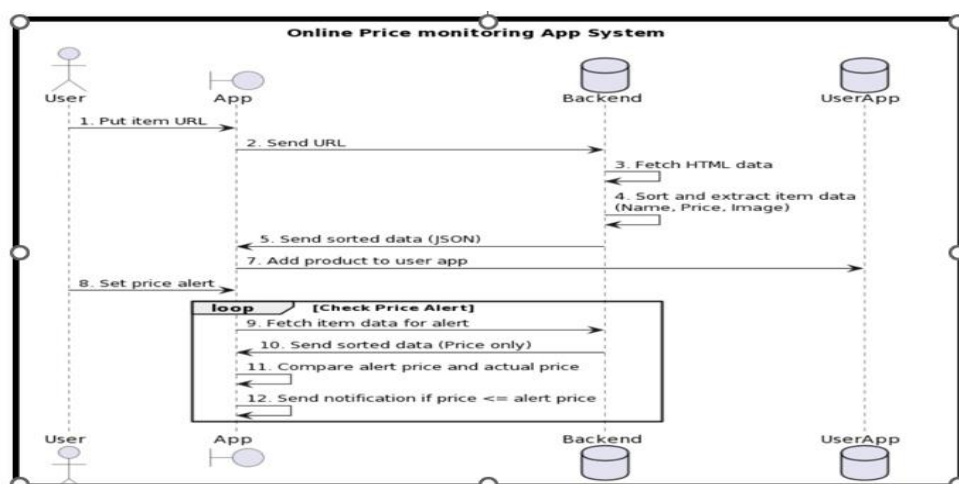 Online Price monitoring App System
User
App
Backend
UserApp
1. Put item URL
2. Send URL
3. Fetch HTML data
4. Sort and extract item data
(Name, Price, Image)
5. Send sorted data (JSON)
7. Add product to user app
8. Set price alert
loop [Check Price Alert]
9. Fetch item data for alert
10. Send sorted data (Price only)
11. Compare alert price and actual price
12. Send notification if price <= alert price
User
App
Backend
UserApp